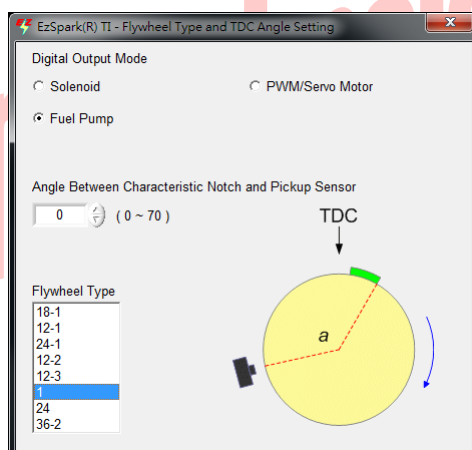 EzSpark(R) TI - Flywheel Type and TDC Angle Setting
Digital Output Mode
Solenoid
PWM/Servo Motor
Fuel Pump
Angle Between Characteristic Notch and Pickup Sensor
0
( 0 ~ 70 )
TDC
Flywheel Type
18-1
12-1
24-1
12-2
12-3
1
24
36-2
a